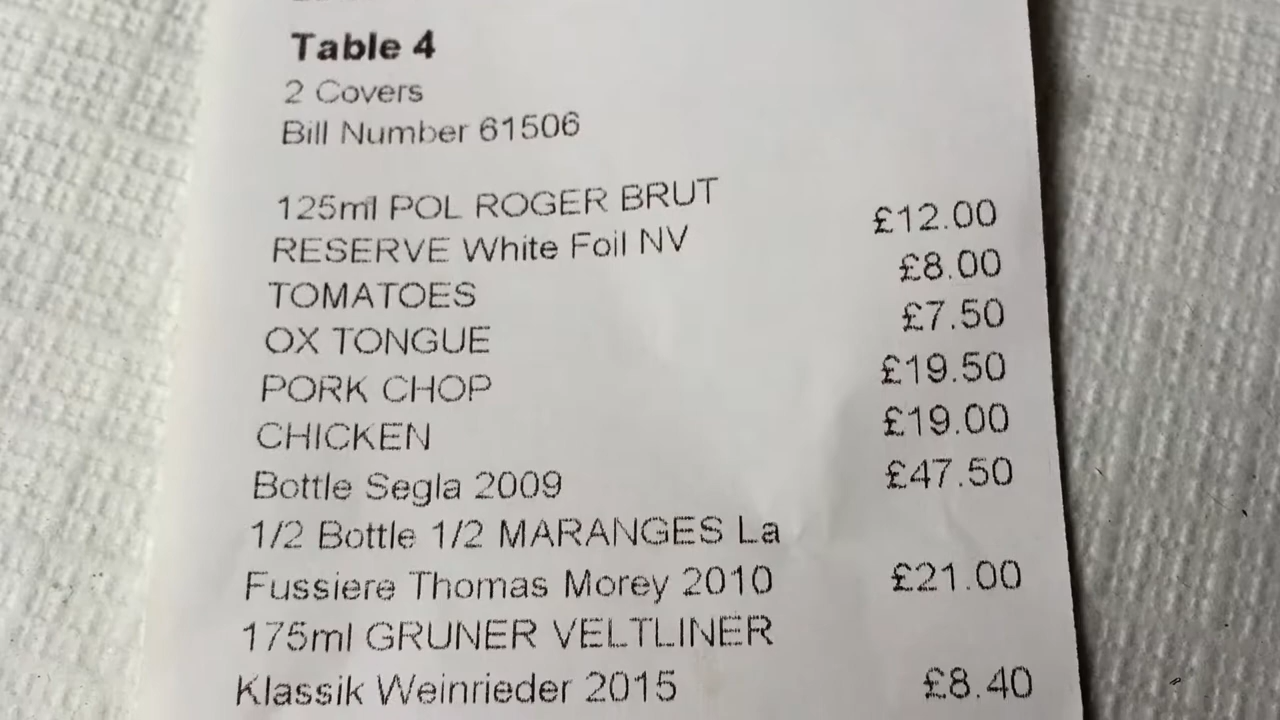 Table 4
2 Covers
Bill Number 61506
125ml POL ROGER BRUT
RESERVE White Foil NV £12.00
TOMATOES £8.00
OX TONGUE £7.50
PORK CHOP £19.50
CHICKEN £19.00
Bottle Segla 2009 £47.50
1/2 Bottle 1/2 MARANGES La
Fussiere Thomas Morey 2010 £21.00
175ml GRUNER VELTLINER
Klassik Weinrieder 2015 £8.40